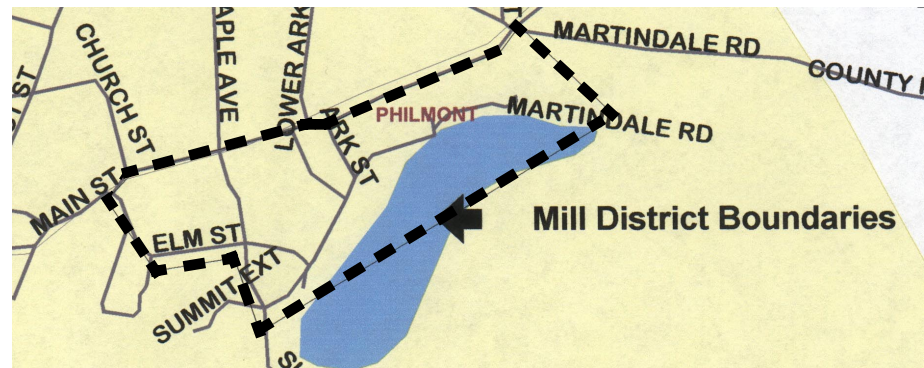 CHURCH ST
APLE AVE
LOWER ARK
MARTINDALE RD
COUNTY
PHILMONT
MARTINDALE RD
ARK ST
MAIN ST
ELM ST
SUMMIT EXT
Mill District Boundaries
ST